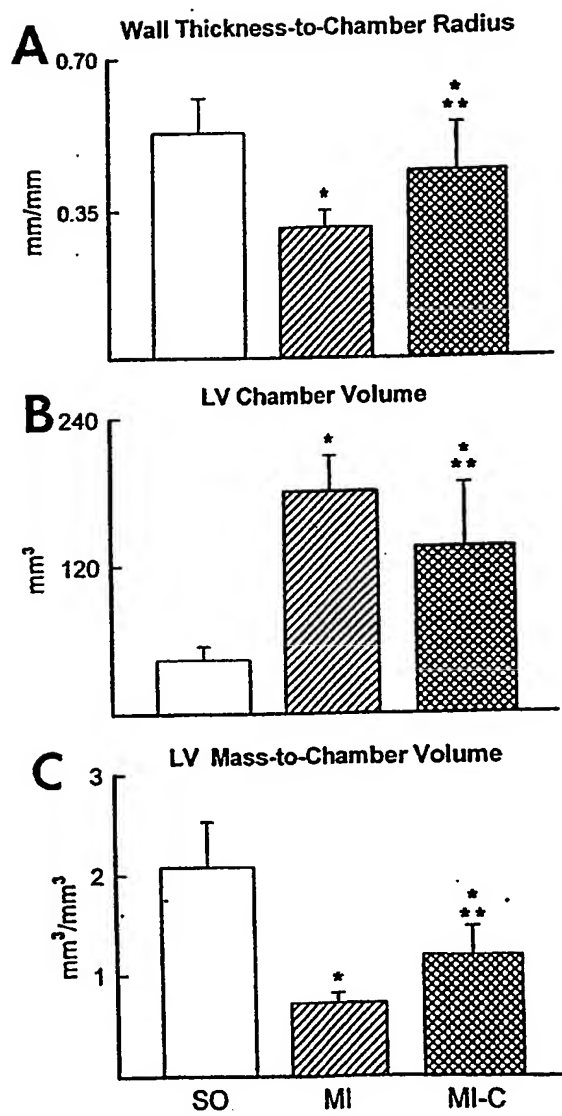 A
Wall Thickness-to-Chamber Radius
0.70
0.35
mm/mm
*
*
**
B
LV Chamber Volume
240
120
mm³
*
*
**
C
LV Mass-to-Chamber Volume
3
2
1
mm³/mm³
*
*
**
SO MI MI-C